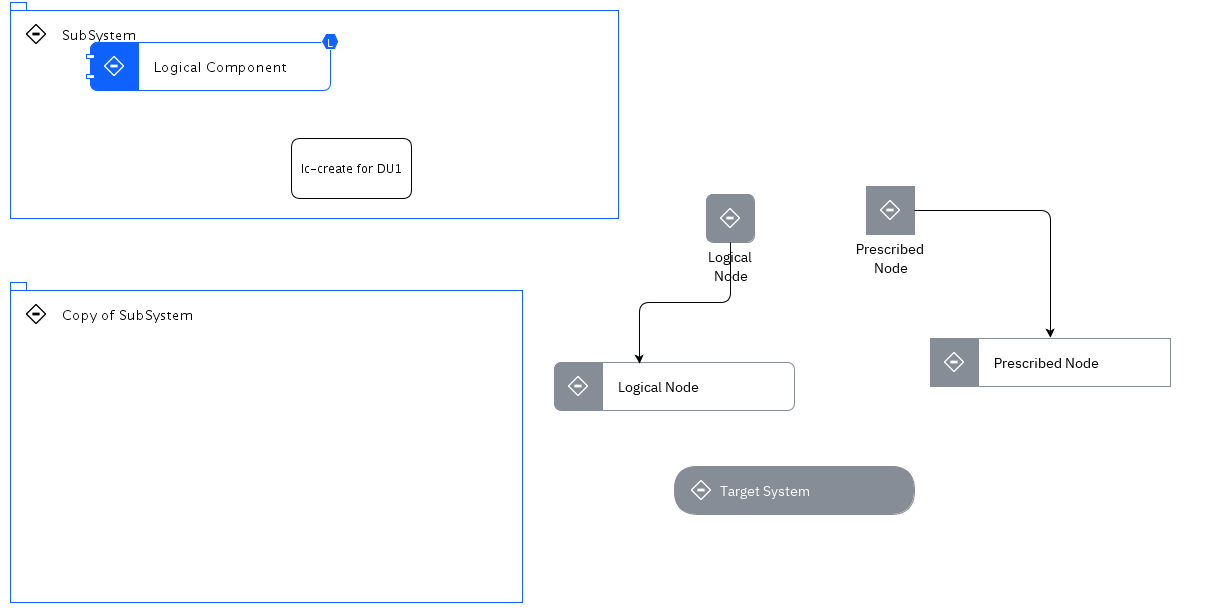 SubSystem
L
Logical Component
lc-create for DU1
Logical
Node
Prescribed
Node
Copy of SubSystem
Prescribed Node
Logical Node
Target System